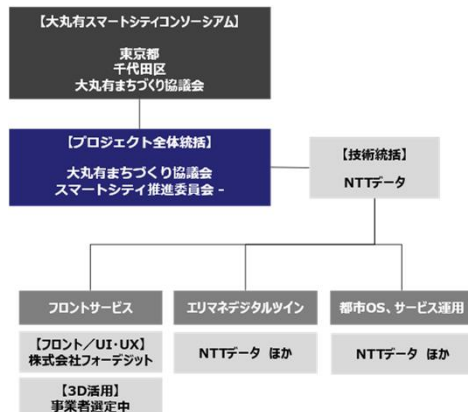 【大丸有スマートシティコンソーシアム】
東京都
千代田区
大丸有まちづくり協議会
【プロジェクト全体統括】
大丸有まちづくり協議会
スマートシティ推進委員会 -
【技術統括】
NTTデータ
フロントサービス
エリマネデジタルツイン
都市OS、サービス運用
【フロント／UI・UX】
株式会社フォーデジット
NTTデータ ほか
NTTデータ ほか
【3D活用】
事業者選定中